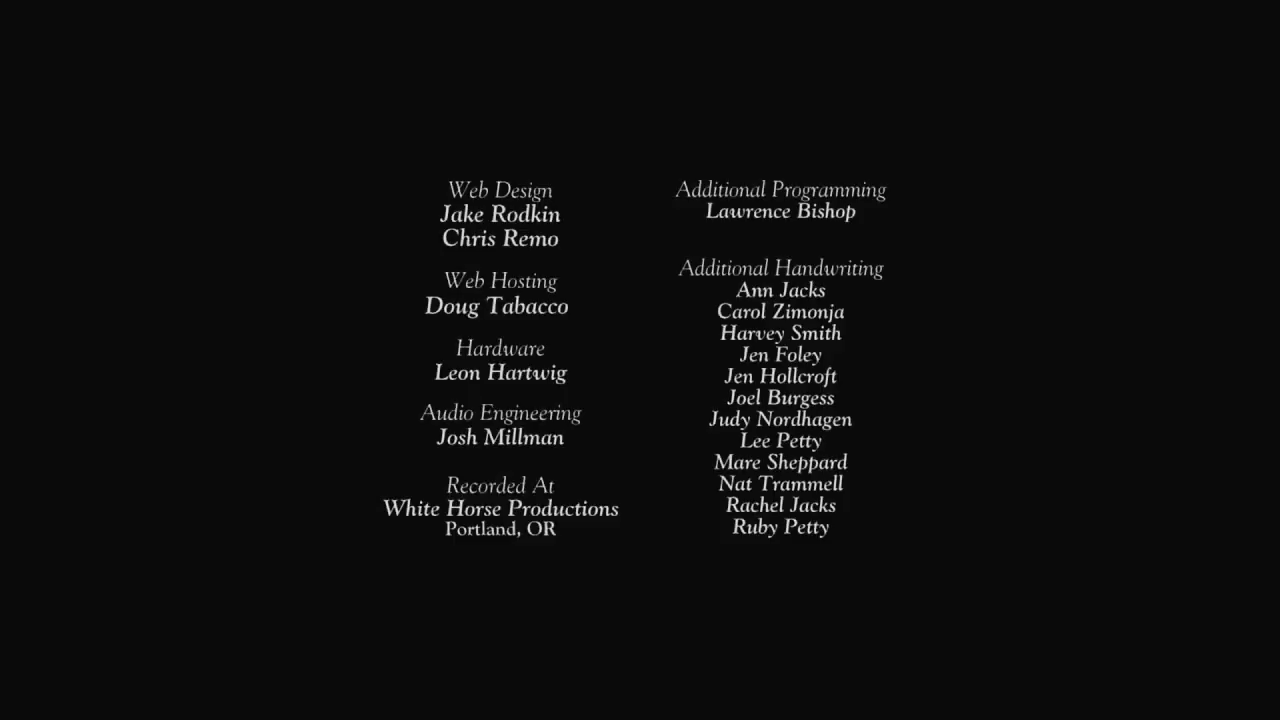 Web Design
Jake Rodkin
Chris Remo
Web Hosting
Doug Tabacco
Hardware
Leon Hartwig
Audio Engineering
Josh Millman
Recorded At
White Horse Productions
Portland, OR
Additional Programming
Lawrence Bishop
Additional Handwriting
Ann Jacks
Carol Zimonja
Harvey Smith
Jen Foley
Jen Hollcroft
Joel Burgess
Judy Nordhagen
Lee Petty
Mare Sheppard
Nat Trammell
Rachel Jacks
Ruby Petty